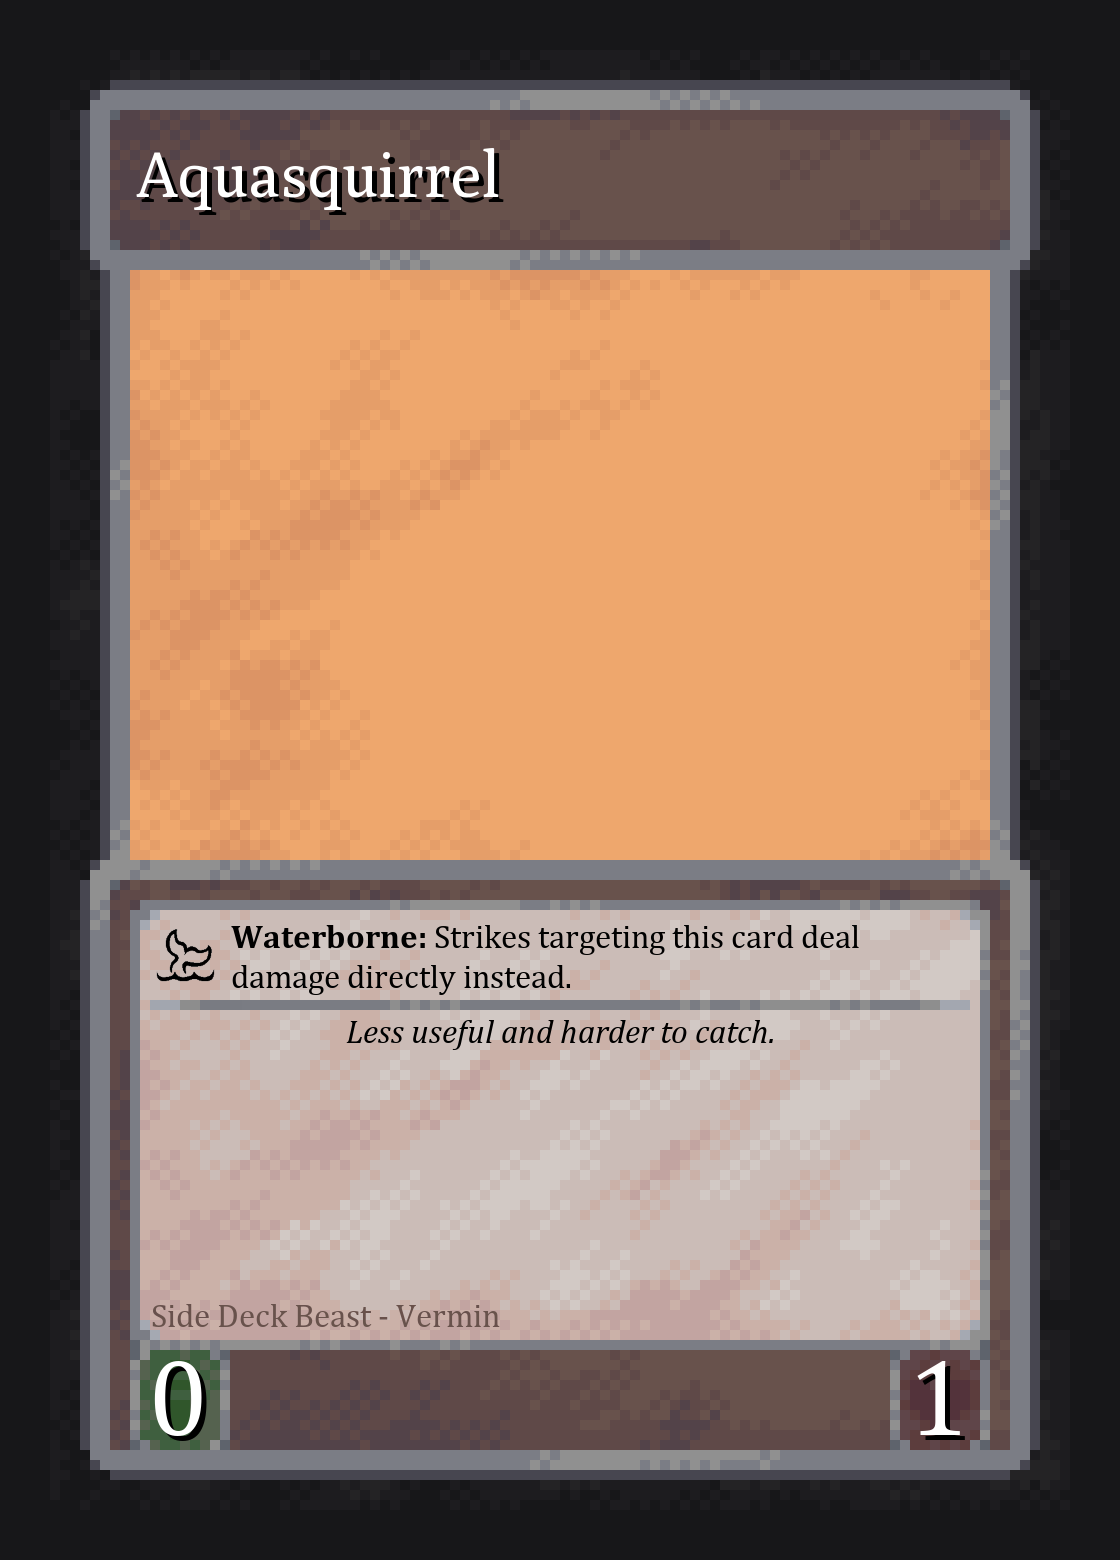 Aquasquirrel
Waterborne: Strikes targeting this card deal
damage directly instead.
Less useful and harder to catch.
Side Deck Beast - Vermin
0
1